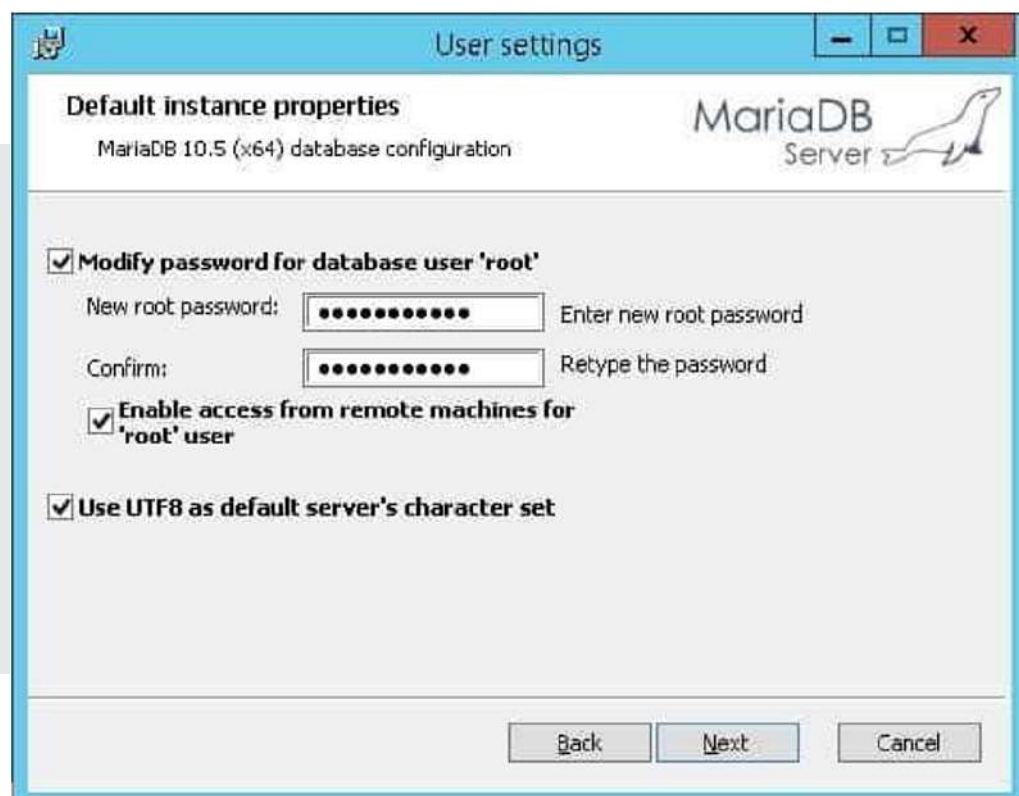 User settings
Default instance properties
MariaDB 10.5 (x64) database configuration
MariaDB
Server
Modify password for database user 'root'
New root password: ●●●●●●●●●●● Enter new root password
Confirm: ●●●●●●●●●●● Retype the password
Enable access from remote machines for
'root' user
Use UTF8 as default server's character set
Back Next Cancel